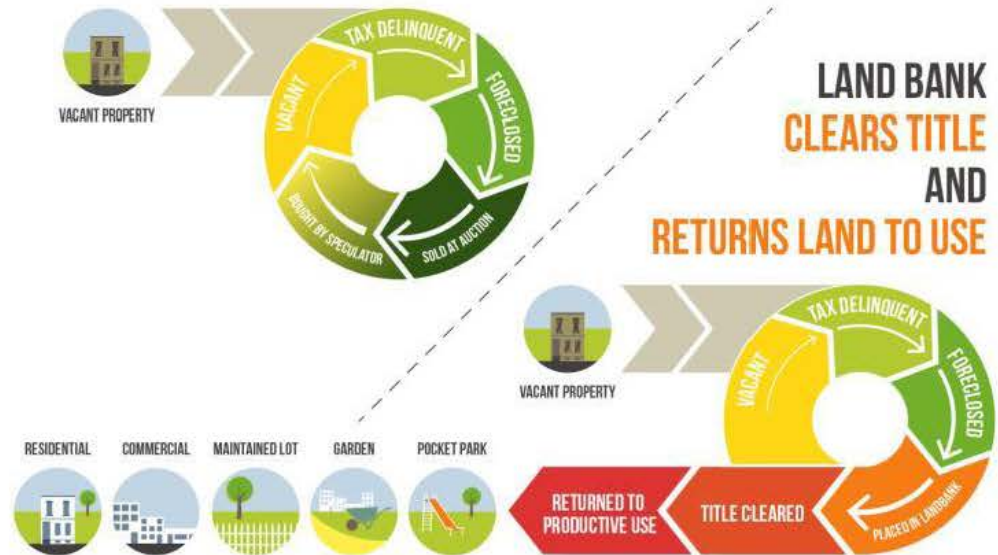 VACANT PROPERTY
VACANT
TAX DELINQUENT
FORECLOSED
SOLD AT AUCTION
BOUGHT BY SPECULATOR
LAND BANK
CLEARS TITLE
AND
RETURNS LAND TO USE
VACANT PROPERTY
VACANT
TAX DELINQUENT
FORECLOSED
PLACED IN LANDBANK
TITLE CLEARED
RETURNED TO
PRODUCTIVE USE
RESIDENTIAL
COMMERCIAL
MAINTAINED LOT
GARDEN
POCKET PARK